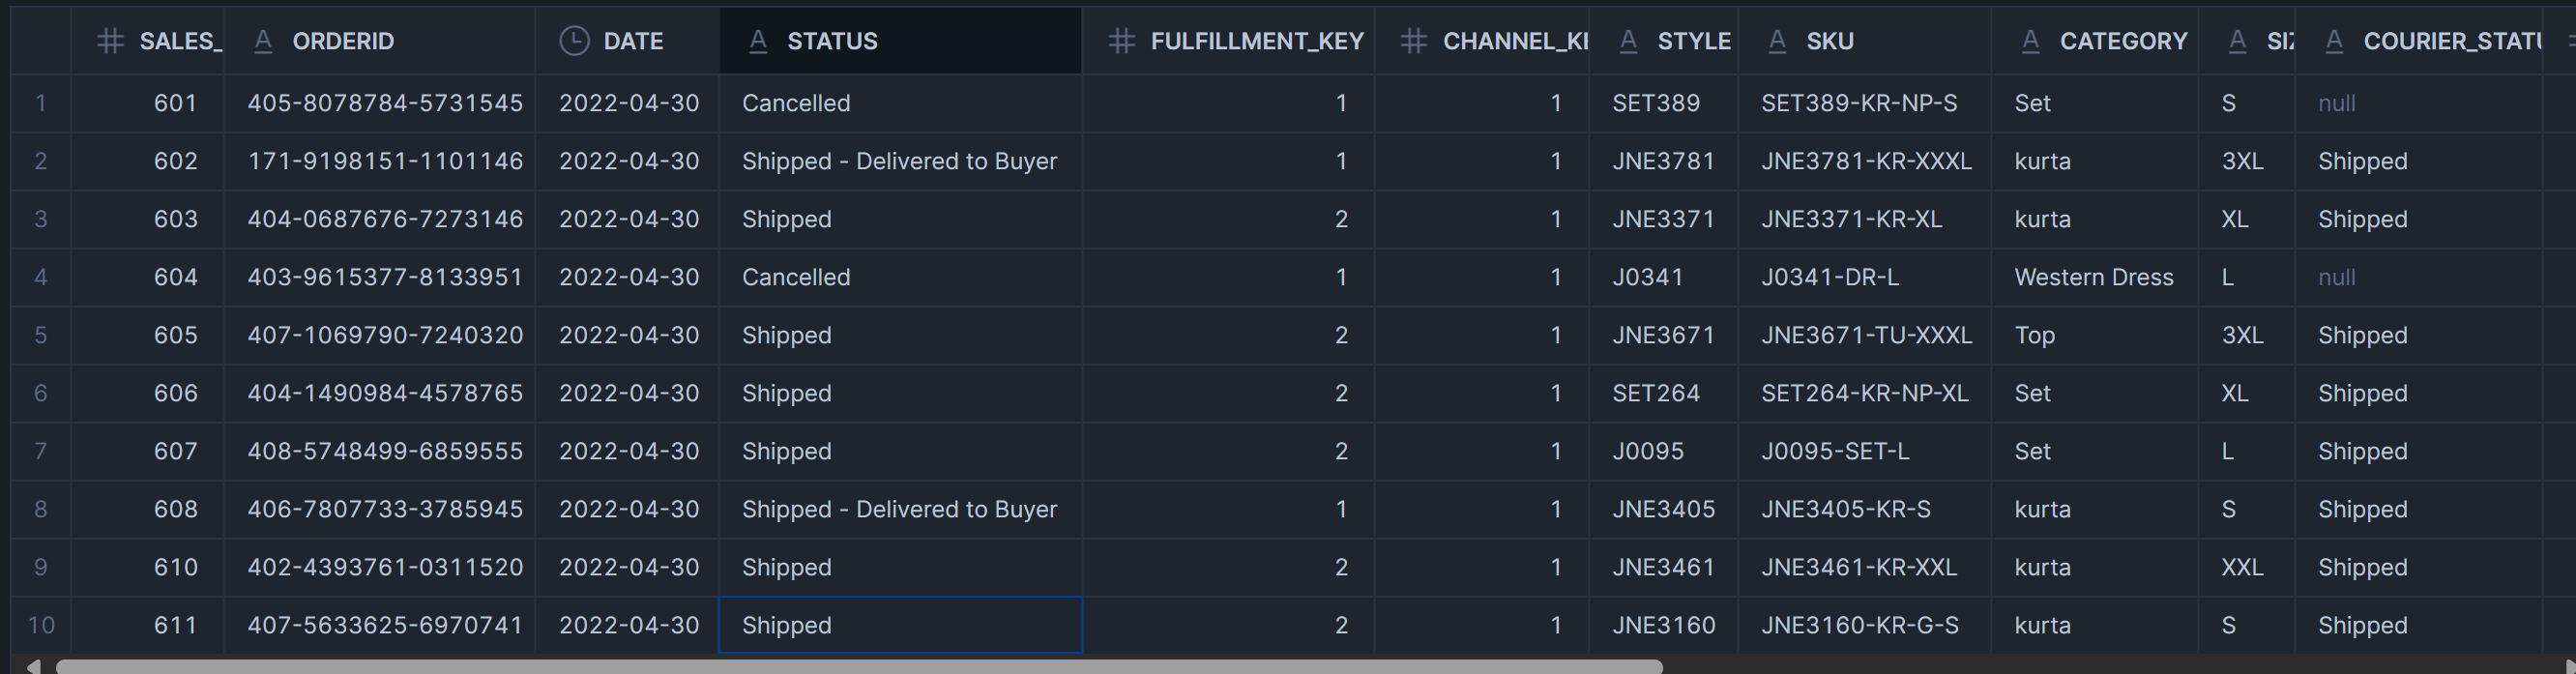 SALES_ ORDERID DATE STATUS FULFILLMENT_KEY CHANNEL_KE STYLE SKU CATEGORY SIZ COURIER_STATU
1 601 405-8078784-5731545 2022-04-30 Cancelled 1 1 SET389 SET389-KR-NP-S Set S null
2 602 171-9198151-1101146 2022-04-30 Shipped - Delivered to Buyer 1 1 JNE3781 JNE3781-KR-XXXL kurta 3XL Shipped
3 603 404-0687676-7273146 2022-04-30 Shipped 2 1 JNE3371 JNE3371-KR-XL kurta XL Shipped
4 604 403-9615377-8133951 2022-04-30 Cancelled 1 1 J0341 J0341-DR-L Western Dress L null
5 605 407-1069790-7240320 2022-04-30 Shipped 2 1 JNE3671 JNE3671-TU-XXXL Top 3XL Shipped
6 606 404-1490984-4578765 2022-04-30 Shipped 2 1 SET264 SET264-KR-NP-XL Set XL Shipped
7 607 408-5748499-6859555 2022-04-30 Shipped 2 1 J0095 J0095-SET-L Set L Shipped
8 608 406-7807733-3785945 2022-04-30 Shipped - Delivered to Buyer 1 1 JNE3405 JNE3405-KR-S kurta S Shipped
9 610 402-4393761-0311520 2022-04-30 Shipped 2 1 JNE3461 JNE3461-KR-XXL kurta XXL Shipped
10 611 407-5633625-6970741 2022-04-30 Shipped 2 1 JNE3160 JNE3160-KR-G-S kurta S Shipped